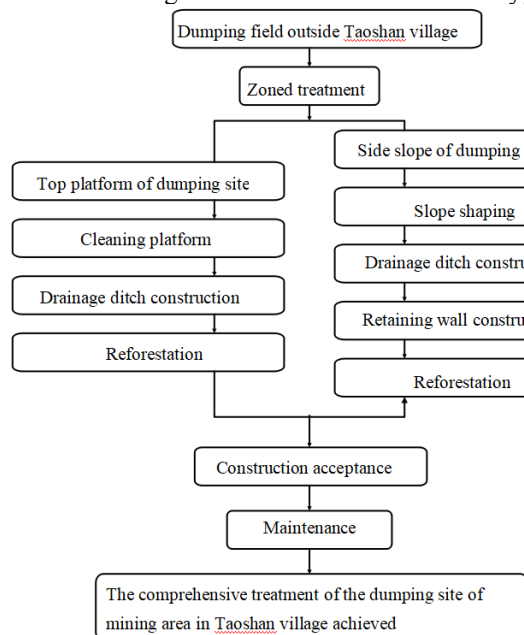 Dumping field outside Taoshan village
Zoned treatment
Top platform of dumping site
Cleaning platform
Drainage ditch construction
Reforestation
Side slope of dumping
Slope shaping
Drainage ditch
Retaining wall
Reforestation
Construction acceptance
Maintenance
The comprehensive treatment of the dumping site of
mining area in Taoshan village achieved